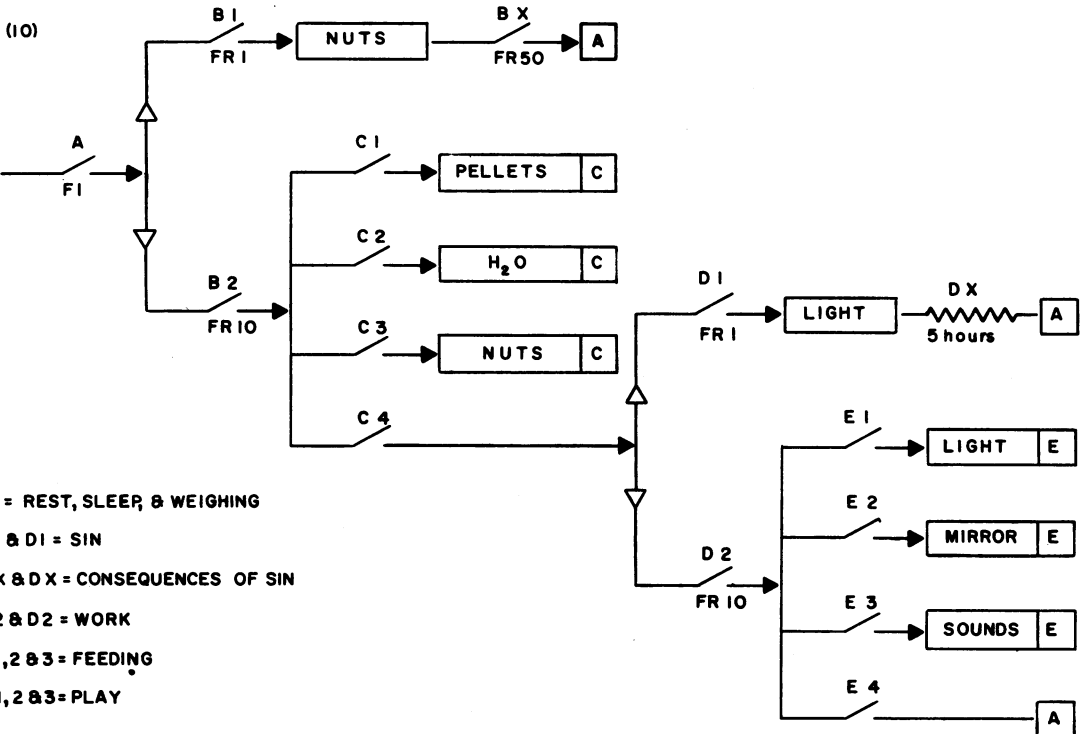 (10)
B1
FR1
NUTS
BX
FR50
A
A
F1
C1
PELLETS C
C2
H₂O C
B2
FR10
C3
NUTS C
C4
D1
FR1
LIGHT
DX
5 hours
A
E1
LIGHT E
E2
MIRROR E
D2
FR10
E3
SOUNDS E
E4
A
= REST, SLEEP, & WEIGHING
& D1 = SIN
X & DX = CONSEQUENCES OF SIN
2 & D2 = WORK
,2 & 3 = FEEDING
,2 & 3 = PLAY